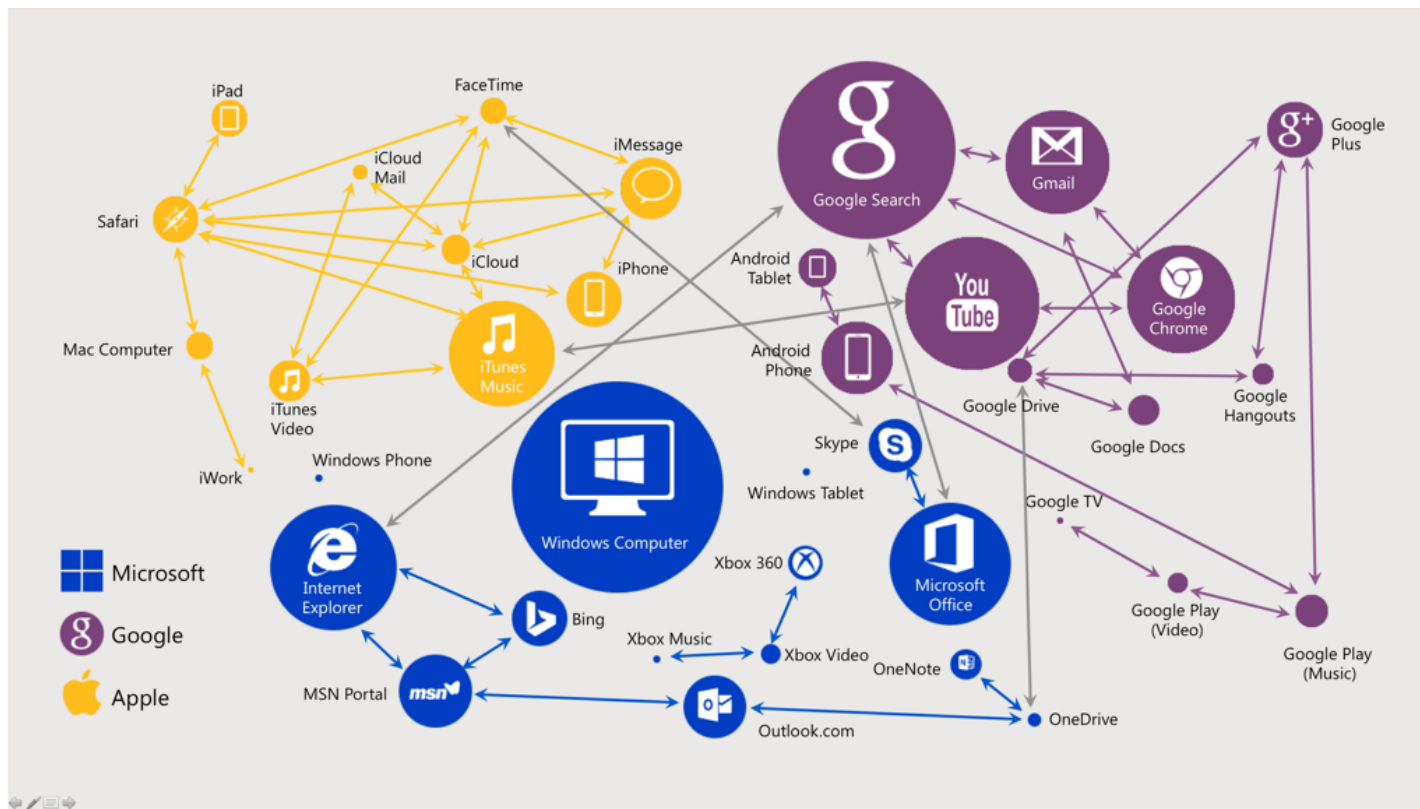 FaceTime
iPad
iMessage
iCloud
Mail
Safari
iCloud
iPhone
Mac Computer
iTunes
Music
iTunes
Video
iWork
g
Google Search
Gmail
g+
Google
Plus
Android
Tablet
You
Tube
Google
Chrome
Android
Phone
Google Drive
Google
Hangouts
Google Docs
Google TV
Google Play
(Video)
Google Play
(Music)
Windows Phone
Windows Computer
Skype
S
Windows Tablet
Microsoft
Office
e
Internet
Explorer
Xbox 360
b
Bing
Xbox Music
Xbox Video
OneNote
N
MSN Portal
msn
o
Outlook.com
OneDrive
Microsoft
g
Google
Apple